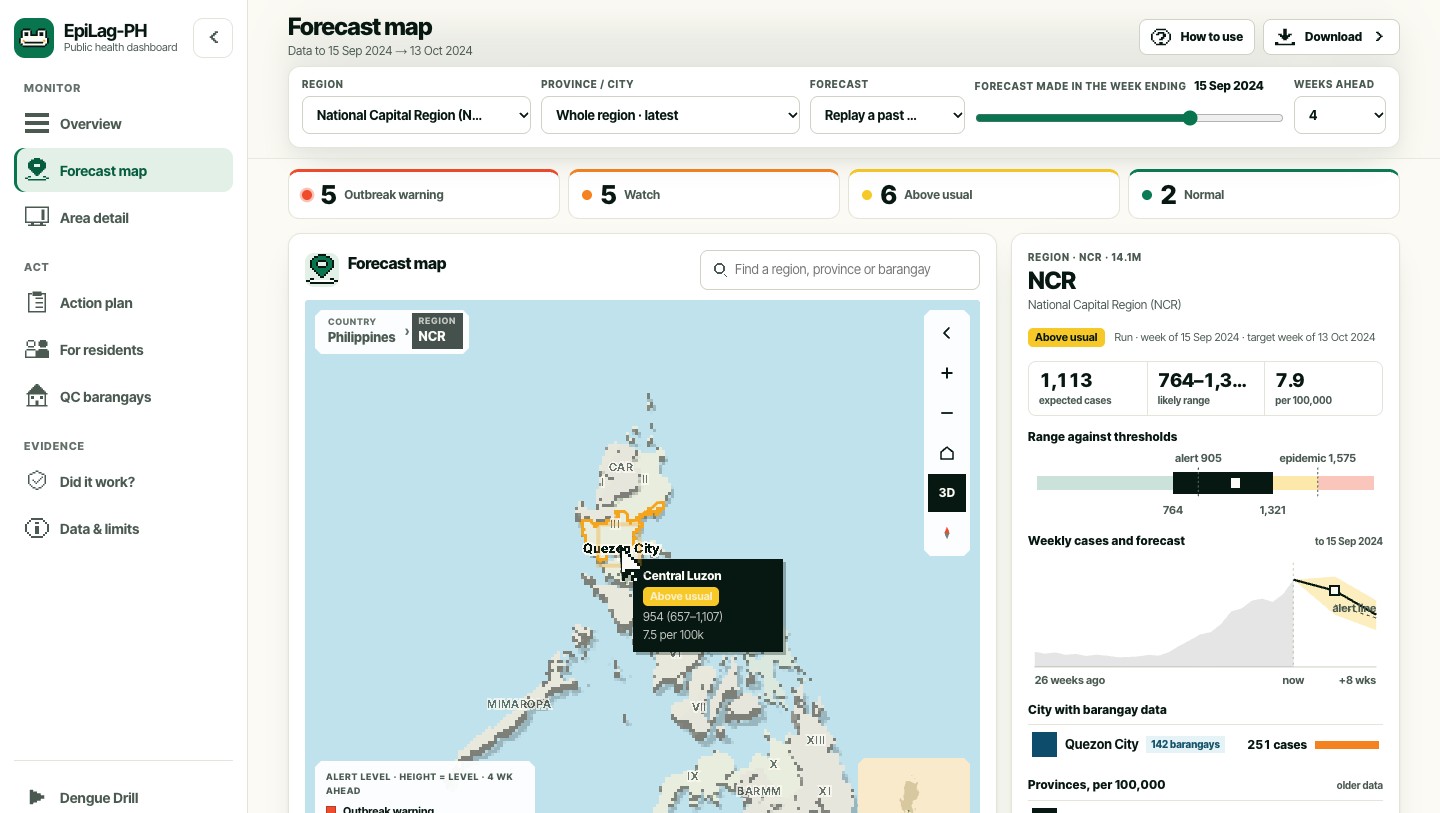 EpiLag-PH
Public health dashboard
MONITOR
Overview
Forecast map
Area detail
ACT
Action plan
For residents
QC barangays
EVIDENCE
Did it work?
Data & limits
Dengue Drill
Forecast map
Data to 15 Sep 2024 → 13 Oct 2024
How to use
Download
REGION
National Capital Region (N...
PROVINCE / CITY
Whole region · latest
FORECAST
Replay a past ...
FORECAST MADE IN THE WEEK ENDING 15 Sep 2024
WEEKS AHEAD
4
5 Outbreak warning
5 Watch
6 Above usual
2 Normal
Forecast map
Find a region, province or barangay
COUNTRY
Philippines
›
REGION
NCR
+
−
3D
CAR
I
II
III
Quezon City
Central Luzon
Above usual
954 (657–1,107)
7.5 per 100k
VI
MIMAROPA
VII
XIII
X
IX
BARMM
XI
ALERT LEVEL · HEIGHT = LEVEL · 4 WK
AHEAD
Outbreak warning
REGION · NCR · 14.1M
NCR
National Capital Region (NCR)
Above usual
Run · week of 15 Sep 2024 · target week of 13 Oct 2024
1,113
expected cases
764–1,3...
likely range
7.9
per 100,000
Range against thresholds
alert 905
epidemic 1,575
764
1,321
Weekly cases and forecast
to 15 Sep 2024
alert line
26 weeks ago
now
+8 wks
City with barangay data
Quezon City
142 barangays
251 cases
Provinces, per 100,000
older data